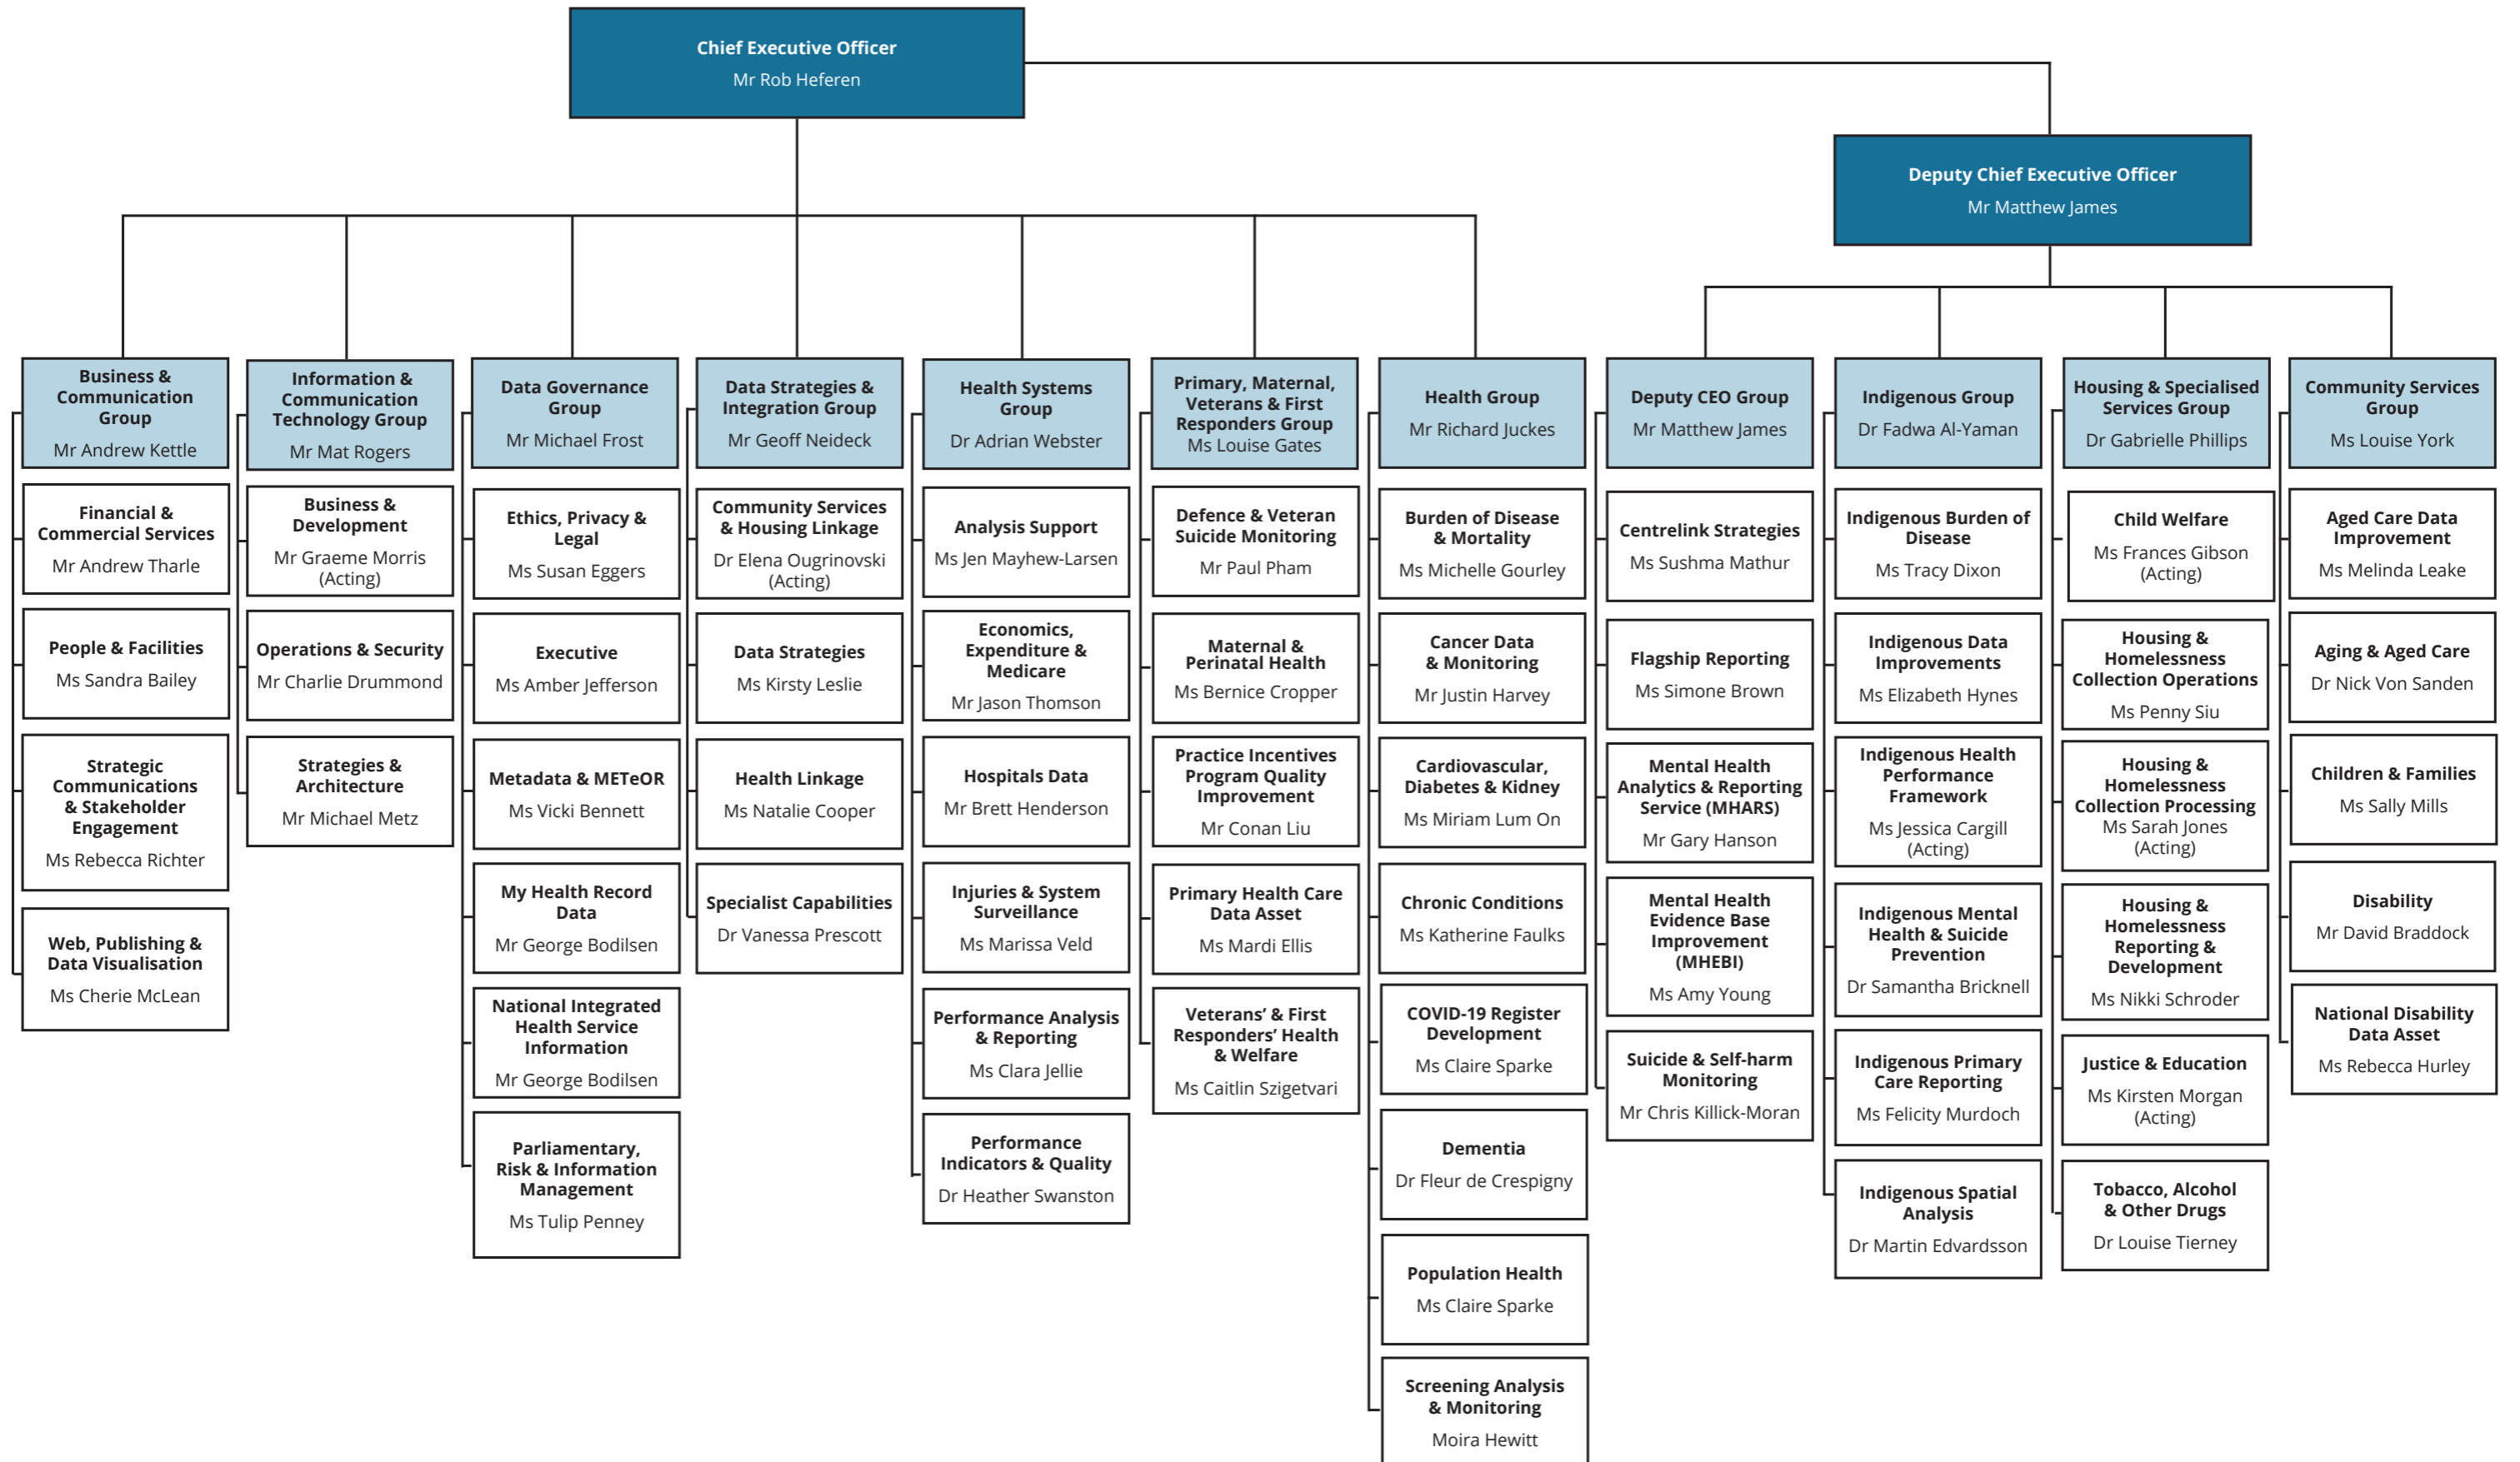 Chief Executive Officer
Mr Rob Heferen
Deputy Chief Executive Officer
Mr Matthew James
Business &
Communication
Group
Mr Andrew Kettle
Financial &
Commercial Services
Mr Andrew Tharle
People & Facilities
Ms Sandra Bailey
Strategic
Communications
& Stakeholder
Engagement
Ms Rebecca Richter
Web, Publishing &
Data Visualisation
Ms Cherie McLean
Information &
Communication
Technology Group
Mr Mat Rogers
Business &
Development
Mr Graeme Morris
(Acting)
Operations & Security
Mr Charlie Drummond
Strategies &
Architecture
Mr Michael Metz
Data Governance
Group
Mr Michael Frost
Ethics, Privacy &
Legal
Ms Susan Eggers
Executive
Ms Amber Jefferson
Metadata & METeOR
Ms Vicki Bennett
My Health Record
Data
Mr George Bodilsen
National Integrated
Health Service
Information
Mr George Bodilsen
Parliamentary,
Risk & Information
Management
Ms Tulip Penney
Data Strategies &
Integration Group
Mr Geoff Neideck
Community Services
& Housing Linkage
Dr Elena Ougrinovski
(Acting)
Data Strategies
Ms Kirsty Leslie
Health Linkage
Ms Natalie Cooper
Specialist Capabilities
Dr Vanessa Prescott
Health Systems
Group
Dr Adrian Webster
Analysis Support
Ms Jen Mayhew-Larsen
Economics,
Expenditure &
Medicare
Mr Jason Thomson
Hospitals Data
Mr Brett Henderson
Injuries & System
Surveillance
Ms Marissa Veld
Performance Analysis
& Reporting
Ms Clara Jellie
Performance
Indicators & Quality
Dr Heather Swanston
Primary, Maternal,
Veterans & First
Responders Group
Ms Louise Gates
Defence & Veteran
Suicide Monitoring
Mr Paul Pham
Maternal &
Perinatal Health
Ms Bernice Cropper
Practice Incentives
Program Quality
Improvement
Mr Conan Liu
Primary Health Care
Data Asset
Ms Mardi Ellis
Veterans’ & First
Responders’ Health
& Welfare
Ms Caitlin Szigetvari
Health Group
Mr Richard Juckes
Burden of Disease
& Mortality
Ms Michelle Gourley
Cancer Data
& Monitoring
Mr Justin Harvey
Cardiovascular,
Diabetes & Kidney
Ms Miriam Lum On
Chronic Conditions
Ms Katherine Faulks
COVID-19 Register
Development
Ms Claire Sparke
Dementia
Dr Fleur de Crespigny
Population Health
Ms Claire Sparke
Screening Analysis
& Monitoring
Moira Hewitt
Deputy CEO Group
Mr Matthew James
Centrelink Strategies
Ms Sushma Mathur
Flagship Reporting
Ms Simone Brown
Mental Health
Analytics & Reporting
Service (MHARS)
Mr Gary Hanson
Mental Health
Evidence Base
Improvement
(MHEBI)
Ms Amy Young
Suicide & Self-harm
Monitoring
Mr Chris Killick-Moran
Indigenous Group
Dr Fadwa Al-Yaman
Indigenous Burden of
Disease
Ms Tracy Dixon
Indigenous Data
Improvements
Ms Elizabeth Hynes
Indigenous Health
Performance
Framework
Ms Jessica Cargill
(Acting)
Indigenous Mental
Health & Suicide
Prevention
Dr Samantha Bricknell
Indigenous Primary
Care Reporting
Ms Felicity Murdoch
Indigenous Spatial
Analysis
Dr Martin Edvardsson
Housing & Specialised
Services Group
Dr Gabrielle Phillips
Child Welfare
Ms Frances Gibson
(Acting)
Housing &
Homelessness
Collection Operations
Ms Penny Siu
Housing &
Homelessness
Collection Processing
Ms Sarah Jones
(Acting)
Housing &
Homelessness
Reporting &
Development
Ms Nikki Schroder
Justice & Education
Ms Kirsten Morgan
(Acting)
Tobacco, Alcohol
& Other Drugs
Dr Louise Tierney
Community Services
Group
Ms Louise York
Aged Care Data
Improvement
Ms Melinda Leake
Aging & Aged Care
Dr Nick Von Sanden
Children & Families
Ms Sally Mills
Disability
Mr David Braddock
National Disability
Data Asset
Ms Rebecca Hurley